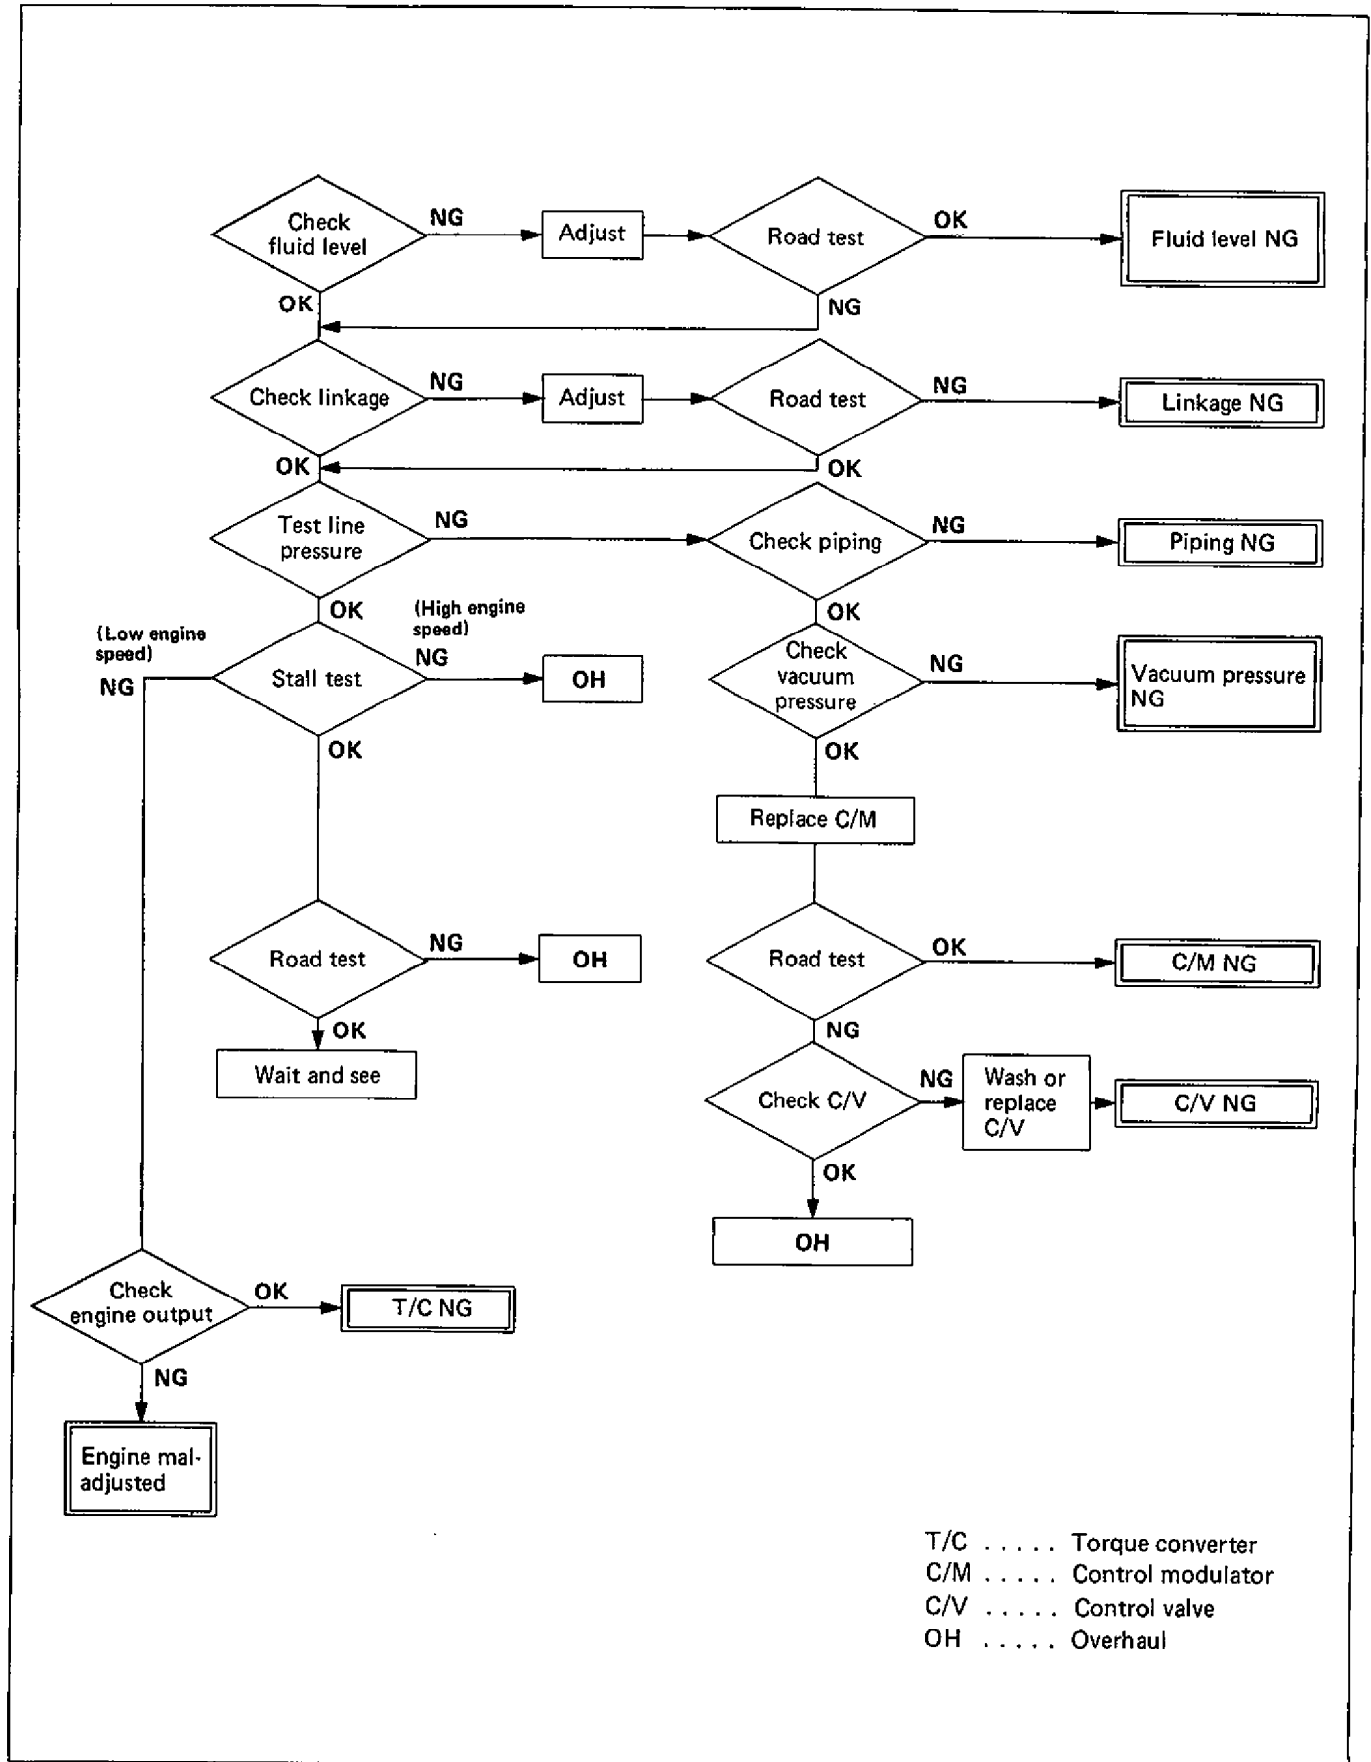 Check
fluid level
NG
Adjust
Road test
OK
Fluid level NG
OK
NG
Check linkage
NG
Adjust
Road test
NG
Linkage NG
OK
OK
Test line
pressure
NG
Check piping
NG
Piping NG
OK
(High engine
speed)
NG
OK
(Low engine
speed)
NG
Stall test
OH
Check
vacuum
pressure
NG
Vacuum pressure
NG
OK
OK
Replace C/M
Road test
NG
OH
Road test
OK
C/M NG
OK
NG
Wait and see
Check C/V
NG
Wash or
replace
C/V
C/V NG
OK
OH
Check
engine output
OK
T/C NG
NG
Engine mal-
adjusted
T/C ..... Torque converter
C/M ..... Control modulator
C/V ..... Control valve
OH ..... Overhaul